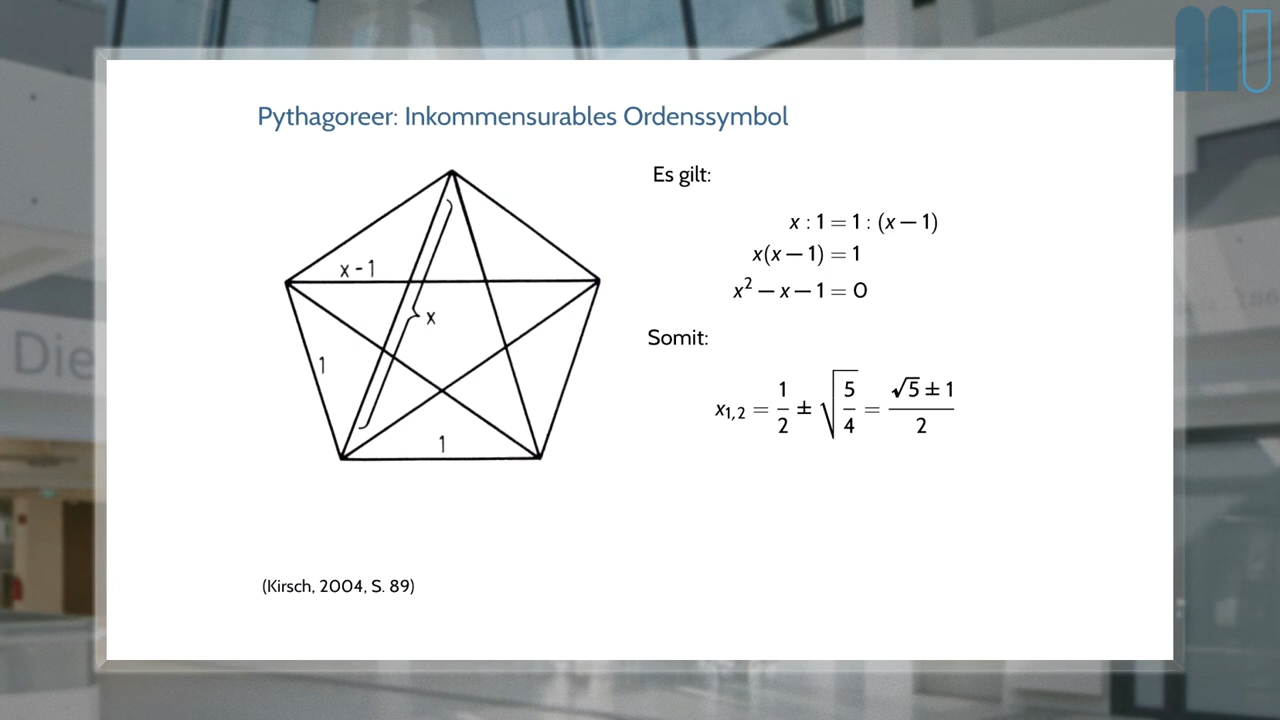 Pythagoreer: Inkommensurables Ordenssymbol
Es gilt:
x : 1 = 1 : (x − 1)
x(x − 1) = 1
x² − x − 1 = 0
Somit:
x₁,₂ = 1/2 ± √(5/4) = (√5 ± 1)/2
x - 1
x
1
1
(Kirsch, 2004, S. 89)
Die